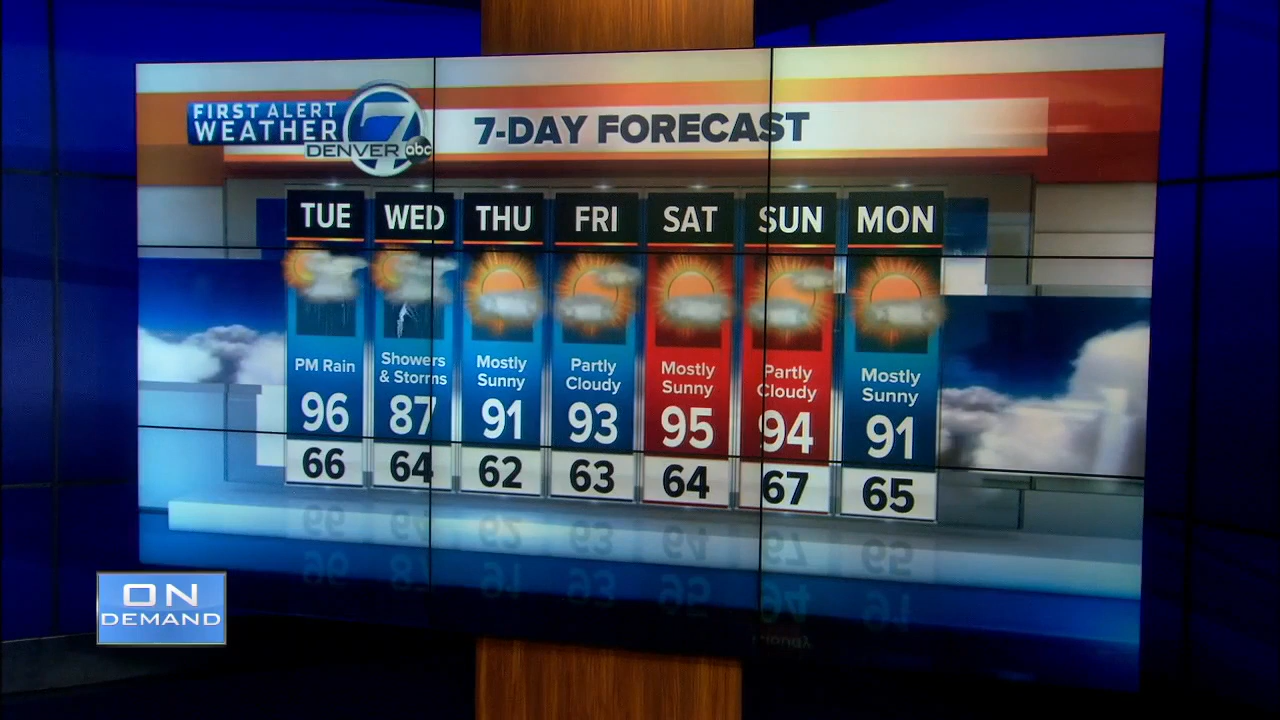 FIRST ALERT
WEATHER
7
DENVER
abc
7-DAY FORECAST
TUE WED THU FRI SAT SUN MON
PM Rain
Showers
& Storms
Mostly
Sunny
Partly
Cloudy
Mostly
Sunny
Partly
Cloudy
Mostly
Sunny
96 87 91 93 95 94 91
66 64 62 63 64 67 65
ON
DEMAND